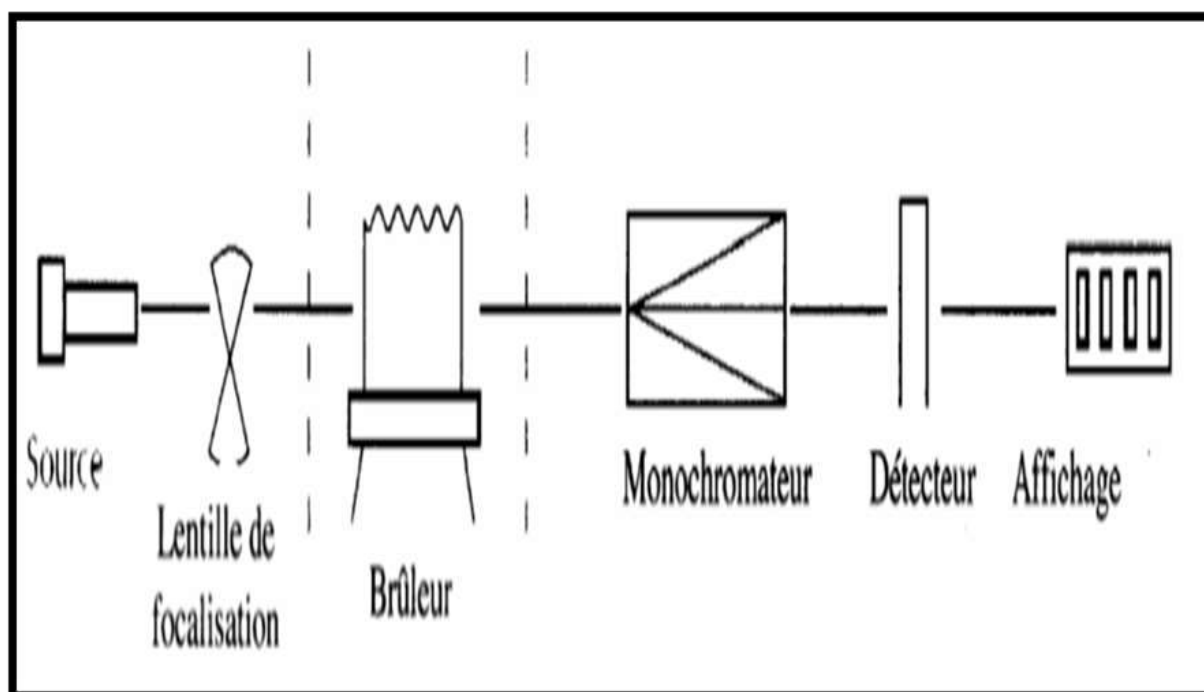 Source
Lentille de
focalisation
Brûleur
Monochromateur
Détecteur
Affichage